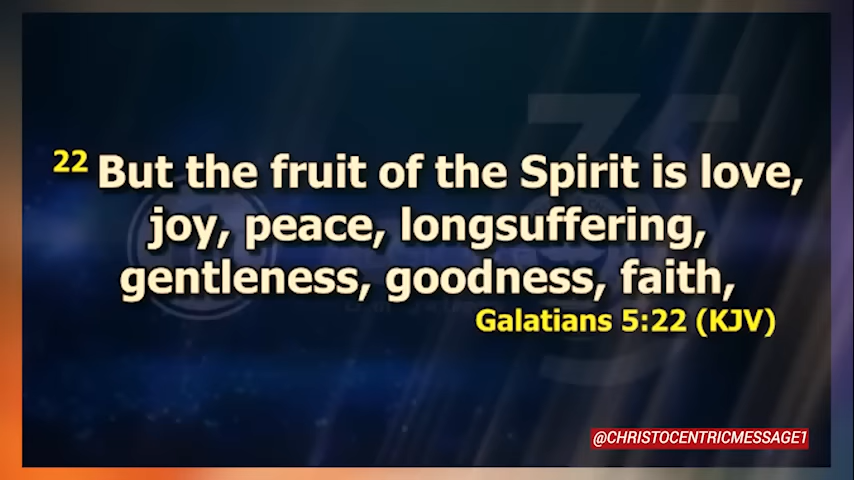 22 But the fruit of the Spirit is love,
joy, peace, longsuffering,
gentleness, goodness, faith,
Galatians 5:22 (KJV)
@CHRISTOCENTRICMESSAGE1